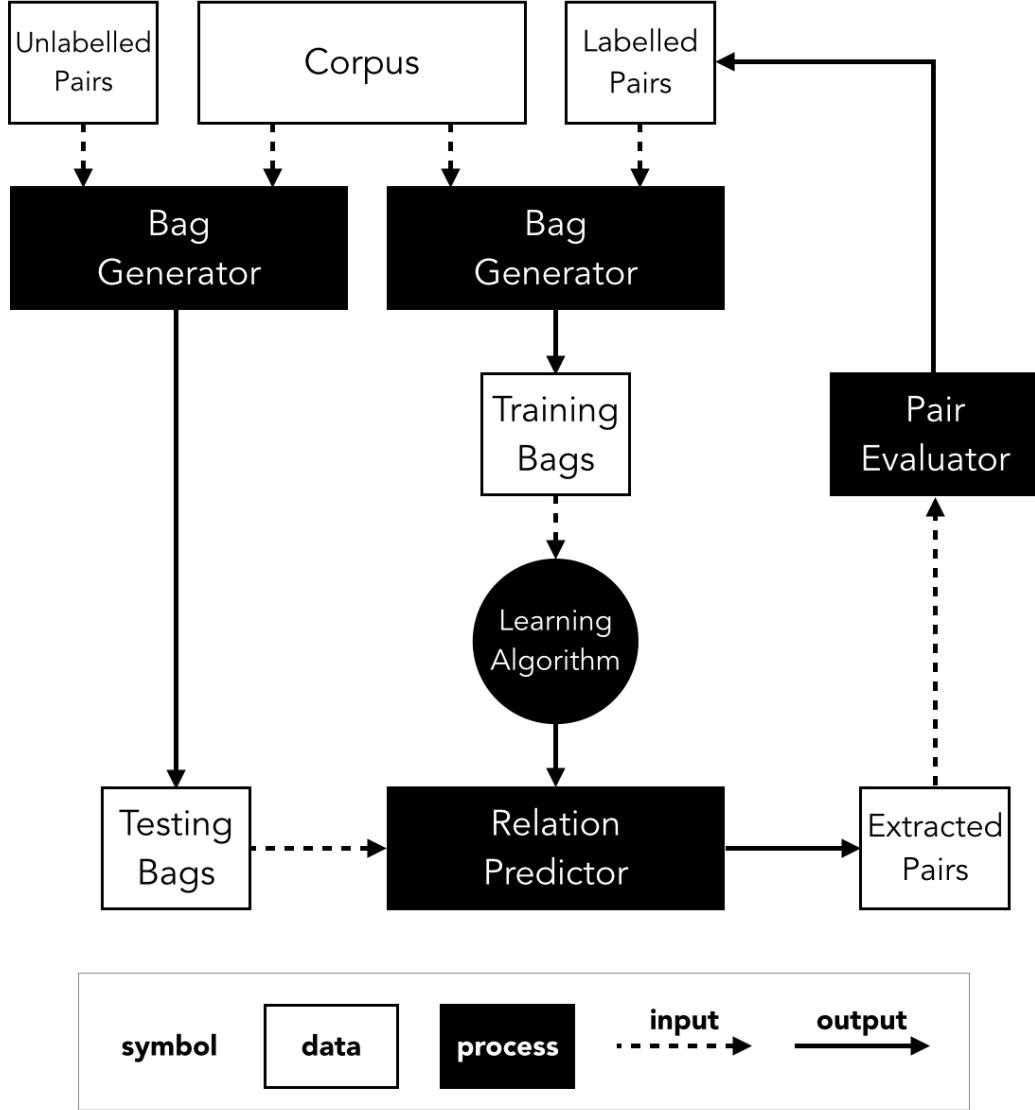 Unlabelled
Pairs
Corpus
Labelled
Pairs
Bag
Generator
Bag
Generator
Training
Bags
Pair
Evaluator
Learning
Algorithm
Testing
Bags
Relation
Predictor
Extracted
Pairs
symbol
data
process
input
output